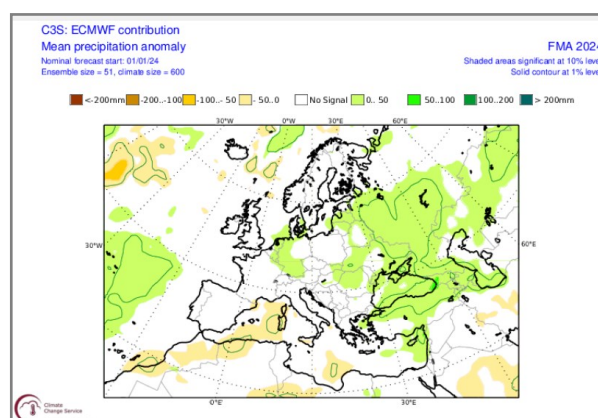 C3S: ECMWF contribution
Mean precipitation anomaly
Nominal forecast start: 01/01/24
Ensemble size = 51, climate size = 600
FMA 2024
Shaded areas significant at 10% leve
Solid contour at 1% leve
<-200mm -200..-100 -100..- 50 - 50..0 No Signal 0.. 50 50..100 100..200 > 200mm
30°W 0°W 30°E 60°E
30°W
60°E
0°E 30°E
Climate
Change Service